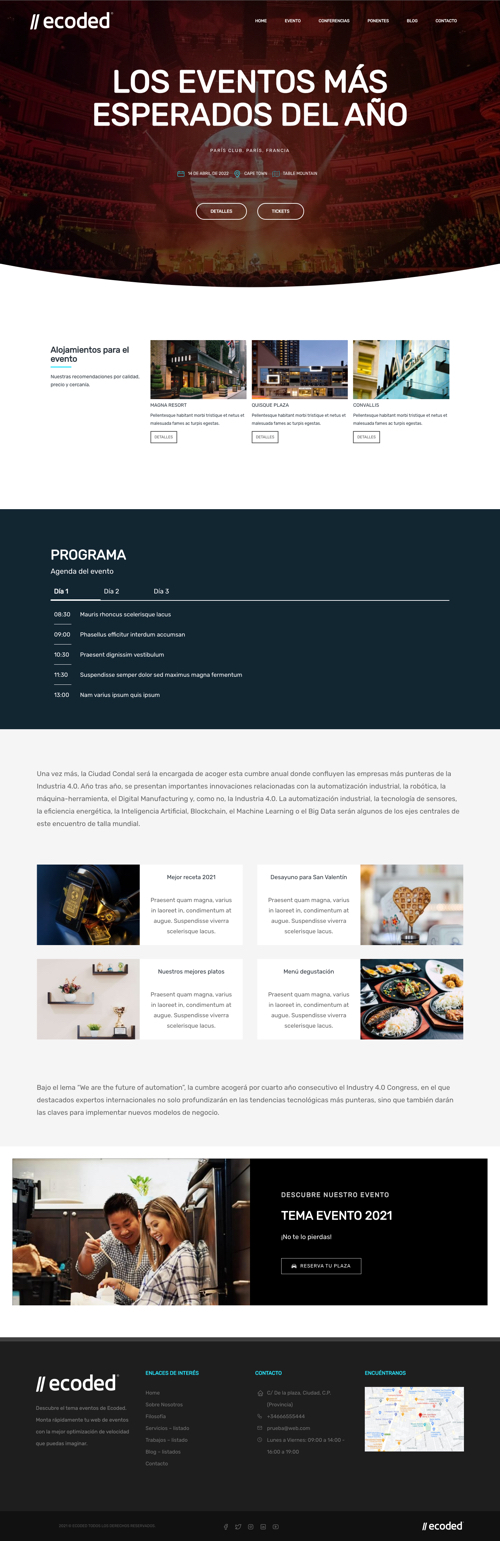 // ecoded
HOME EVENTO CONFERENCIAS PONENTES BLOG CONTACTO
LOS EVENTOS MÁS
ESPERADOS DEL AÑO
PARÍS CLUB. PARÍS. FRANCIA
14 DE ABRIL DE 2022 CAPE TOWN TABLE MOUNTAIN
DETALLES TICKETS
Alojamientos para el
evento
Nuestras recomendaciones por calidad,
precio y cercanía.
MAGNA RESORT
Pellentesque habitant morbi tristique et netus et
malesuada fames ac turpis egestas.
DETALLES
QUISQUE PLAZA
Pellentesque habitant morbi tristique et netus et
malesuada fames ac turpis egestas.
DETALLES
CONVALLIS
Pellentesque habitant morbi tristique et netus et
malesuada fames ac turpis egestas.
DETALLES
PROGRAMA
Agenda del evento
Día 1 Día 2 Día 3
08:30 Mauris rhoncus scelerisque lacus
09:00 Phasellus efficitur interdum accumsan
10:30 Praesent dignissim vestibulum
11:30 Suspendisse semper dolor sed maximus magna fermentum
13:00 Nam varius ipsum quis ipsum
Una vez más, la Ciudad Condal será la encargada de acoger esta cumbre anual donde confluyen las empresas más punteras de la
Industria 4.0. Año tras año, se presentan importantes innovaciones relacionadas con la automatización industrial, la robótica, la
máquina-herramienta, el Digital Manufacturing y, como no, la Industria 4.0. La automatización industrial, la tecnología de sensores,
la eficiencia energética, la Inteligencia Artificial, Blockchain, el Machine Learning o el Big Data serán algunos de los ejes centrales de
este encuentro de talla mundial.
Mejor receta 2021
Praesent quam magna, varius
in laoreet in, condimentum at
augue. Suspendisse viverra
scelerisque lacus.
Desayuno para San Valentín
Praesent quam magna, varius
in laoreet in, condimentum at
augue. Suspendisse viverra
scelerisque lacus.
Nuestros mejores platos
Praesent quam magna, varius
in laoreet in, condimentum at
augue. Suspendisse viverra
scelerisque lacus.
Menú degustación
Praesent quam magna, varius
in laoreet in, condimentum at
augue. Suspendisse viverra
scelerisque lacus.
Bajo el lema "We are the future of automation", la cumbre acogerá por cuarto año consecutivo el Industry 4.0 Congress, en el que
destacados expertos internacionales no solo profundizarán en las tendencias tecnológicas más punteras, sino que también darán
las claves para implementar nuevos modelos de negocio.
DESCUBRE NUESTRO EVENTO
TEMA EVENTO 2021
¡No te lo pierdas!
RESERVA TU PLAZA
// ecoded
Descubre el tema eventos de Ecoded.
Monta rápidamente tu web de eventos
con la mejor optimización de velocidad
que puedas imaginar.
ENLACES DE INTERÉS
Home
Sobre Nosotros
Filosofía
Servicios – listado
Trabajos – listado
Blog – listados
Contacto
CONTACTO
C/ De la plaza, Ciudad. C.P.
(Provincia)
+34666555444
prueba@web.com
Lunes a Viernes: 09:00 a 14:00 -
16:00 a 19:00
ENCUÉNTRANOS
2021 © ECODED TODOS LOS DERECHOS RESERVADOS.
// ecoded